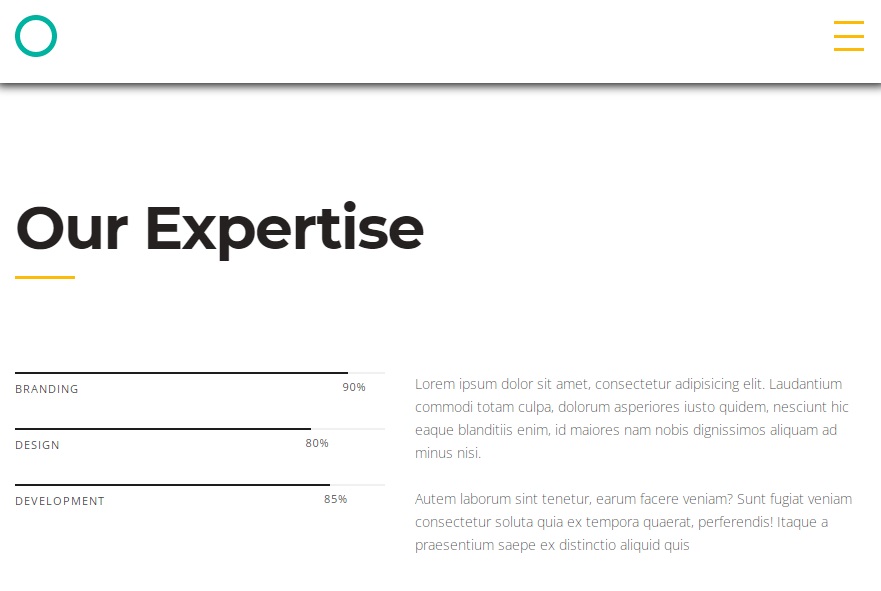 Our Expertise
BRANDING 90%
DESIGN 80%
DEVELOPMENT 85%
Lorem ipsum dolor sit amet, consectetur adipisicing elit. Laudantium
commodi totam culpa, dolorum asperiores iusto quidem, nesciunt hic
eaque blanditiis enim, id maiores nam nobis dignissimos aliquam ad
minus nisi.
Autem laborum sint tenetur, earum facere veniam? Sunt fugiat veniam
consectetur soluta quia ex tempora quaerat, perferendis! Itaque a
praesentium saepe ex distinctio aliquid quis